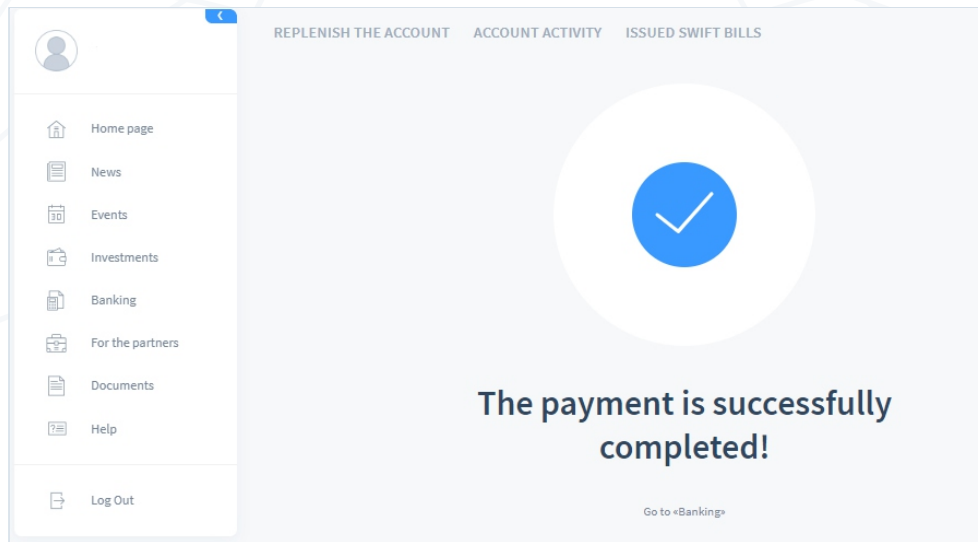 REPLENISH THE ACCOUNT ACCOUNT ACTIVITY ISSUED SWIFT BILLS
Home page
News
30
Events
Investments
Banking
For the partners
Documents
?
Help
Log Out
The payment is successfully
completed!
Go to «Banking»